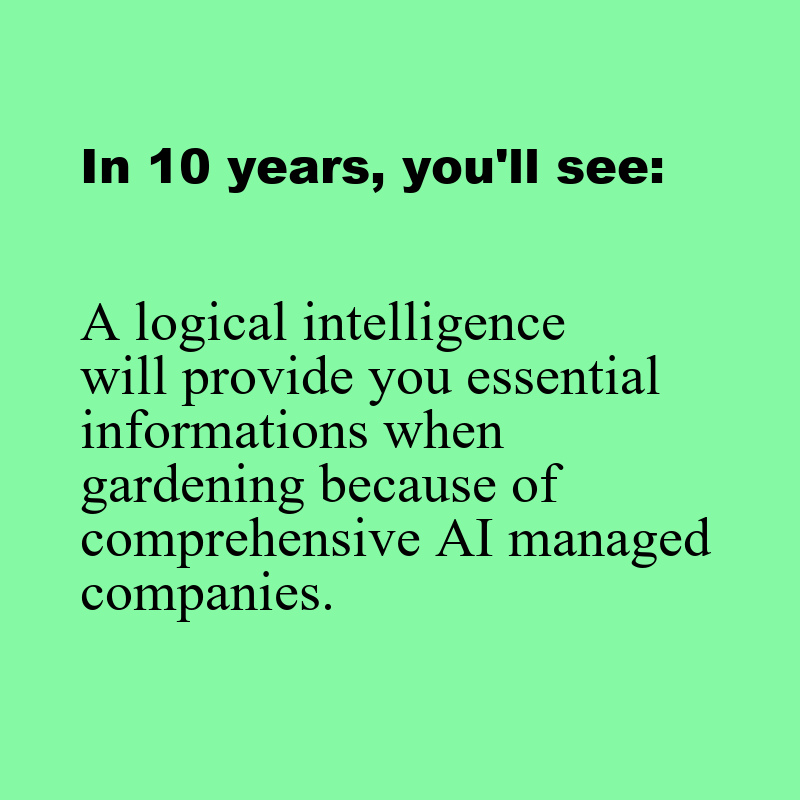 In 10 years, you'll see:
A logical intelligence
will provide you essential
informations when
gardening because of
comprehensive AI managed
companies.